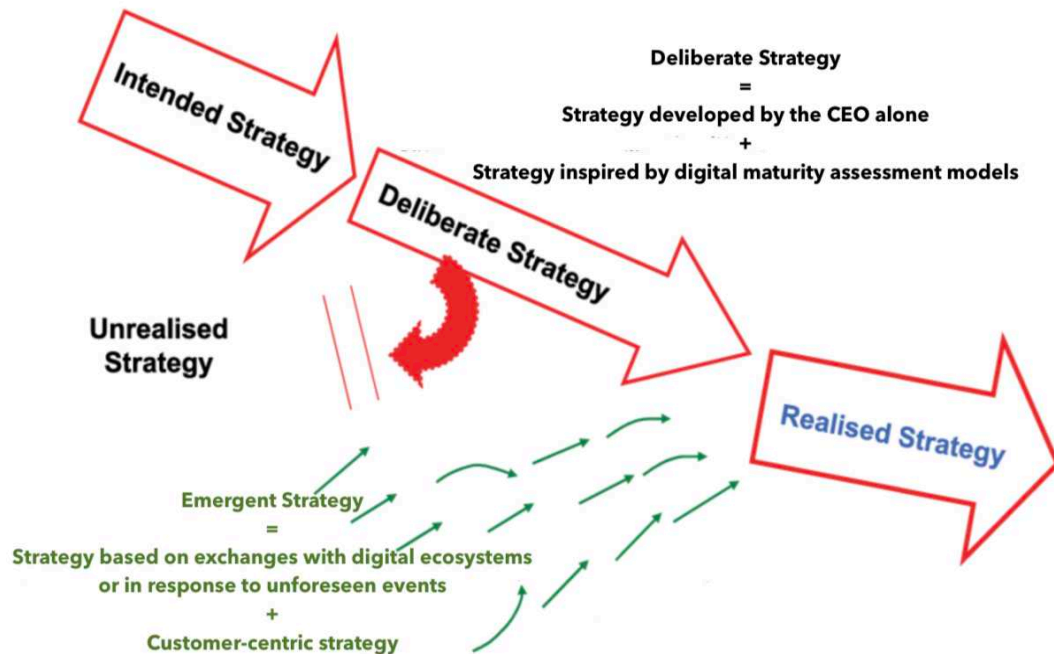 Intended Strategy
Deliberate Strategy
=
Strategy developed by the CEO alone
+
Strategy inspired by digital maturity assessment models
Deliberate Strategy
Unrealised
Strategy
Realised Strategy
Emergent Strategy
=
Strategy based on exchanges with digital ecosystems
or in response to unforeseen events
+
Customer-centric strategy